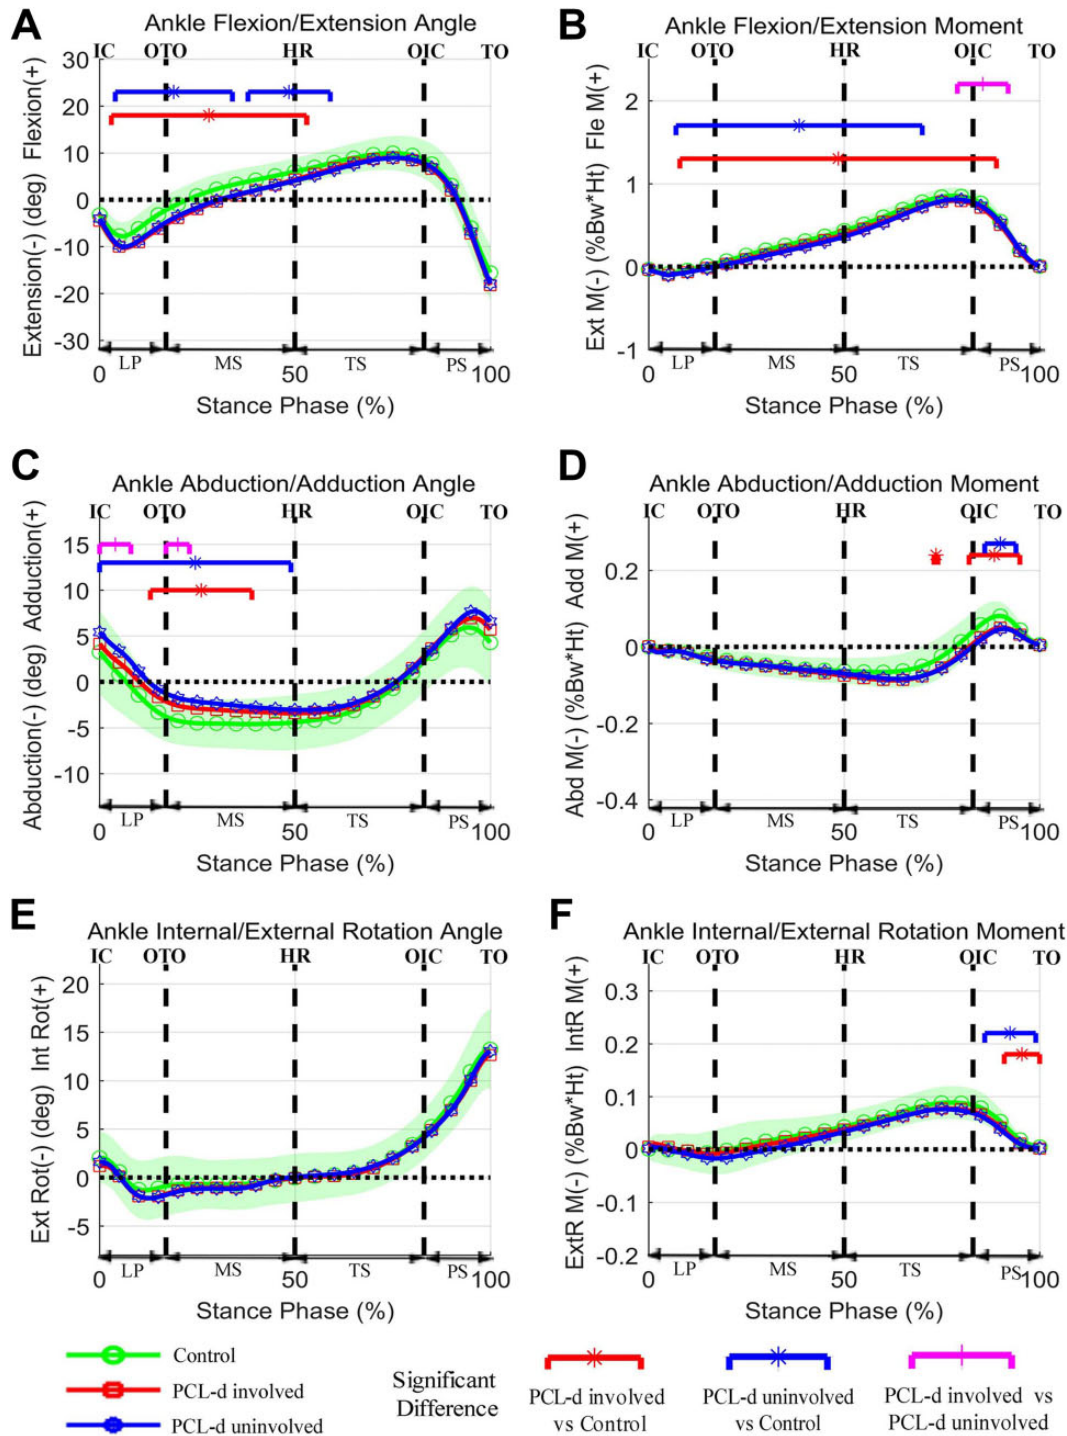 A
Ankle Flexion/Extension Angle
IC OTO HR OIC TO
Extension(-) (deg) Flexion(+)
30
20
10
0
-10
-20
-30
LP MS TS PS
0 50 100
Stance Phase (%)
B
Ankle Flexion/Extension Moment
IC OTO HR OIC TO
Ext M(-) (%Bw*Ht) Fle M(+)
2
1
0
-1
LP MS TS PS
0 50 100
Stance Phase (%)
C
Ankle Abduction/Adduction Angle
IC OTO HR OIC TO
Abduction(-) (deg) Adduction(+)
15
10
5
0
-5
-10
LP MS TS PS
0 50 100
Stance Phase (%)
D
Ankle Abduction/Adduction Moment
IC OTO HR OIC TO
Abd M(-) (%Bw*Ht) Add M(+)
0.2
0
-0.2
-0.4
LP MS TS PS
0 50 100
Stance Phase (%)
E
Ankle Internal/External Rotation Angle
IC OTO HR OIC TO
Ext Rot(-) (deg) Int Rot(+)
20
15
10
5
0
-5
LP MS TS PS
0 50 100
Stance Phase (%)
F
Ankle Internal/External Rotation Moment
IC OTO HR OIC TO
ExtR M(-) (%Bw*Ht) IntR M(+)
0.3
0.2
0.1
0
-0.1
-0.2
LP MS TS PS
0 50 100
Stance Phase (%)
Control
PCL-d involved
PCL-d uninvolved
Significant
Difference
PCL-d involved
vs Control
PCL-d uninvolved
vs Control
PCL-d involved vs
PCL-d uninvolved